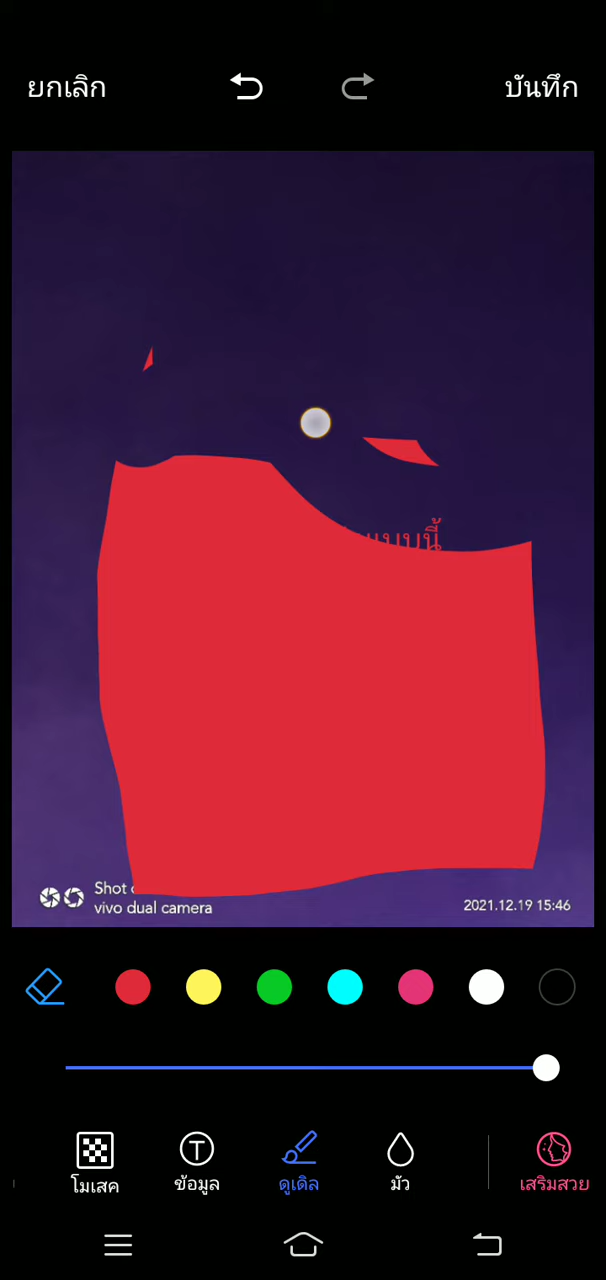 ยกเลิก
บันทึก
แบบนี้
Shot
vivo dual camera
2021.12.19 15:46
โมเสค
ข้อมูล
ดูเดิล
มัว
เสริมสวย